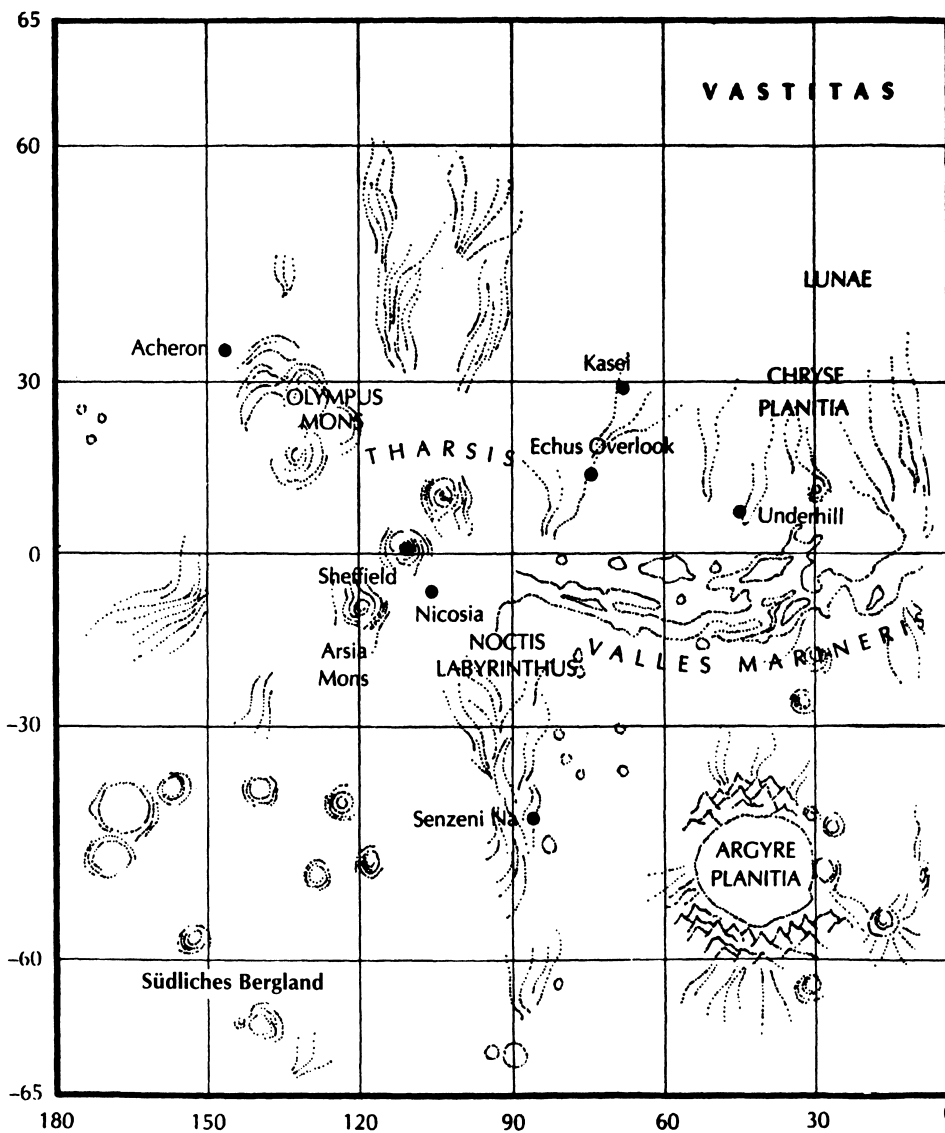 65
VASTITAS
60
LUNAE
Acheron
Kasei
30
CHRYSE
PLANITIA
OLYMPUS
MONS
THARSIS
Echus Overlook
Underhill
0
Sheffield
Nicosia
Arsia
Mons
NOCTIS
LABYRINTHUS
VALLES MARINERIS
-30
Senzeni Na
ARGYRE
PLANITIA
-60
Südliches Bergland
-65
180
150
120
90
60
30